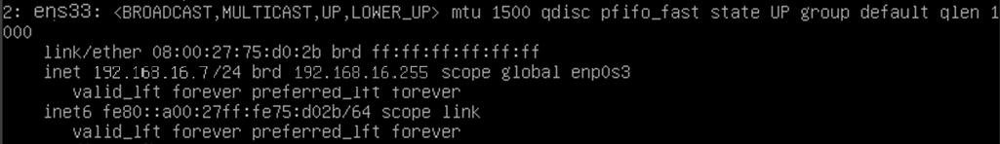 2: ens33: <BROADCAST,MULTICAST,UP,LOWER_UP> mtu 1500 qdisc pfifo_fast state UP group default qlen 1
000
link/ether 08:00:27:75:d0:2b brd ff:ff:ff:ff:ff:ff
inet 192.168.16.7/24 brd 192.168.16.255 scope global enp0s3
valid_lft forever preferred_lft forever
inet6 fe80::a00:27ff:fe75:d02b/64 scope link
valid_lft forever preferred_lft forever